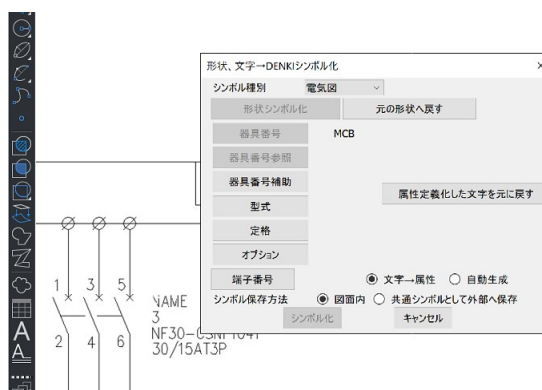 形状、文字→DENKIシンボル化
シンボル種別 電気図
形状シンボル化 元の形状へ戻す
器具番号 MCB
器具番号参照
器具番号補助
属性定義化した文字を元に戻す
型式
定格
オプション
端子番号 文字→属性 自動生成
シンボル保存方法 図面内 共通シンボルとして外部へ保存
シンボル化 キャンセル
1 3 5
2 4 6
NAME
3
30/15AT3P
A
A